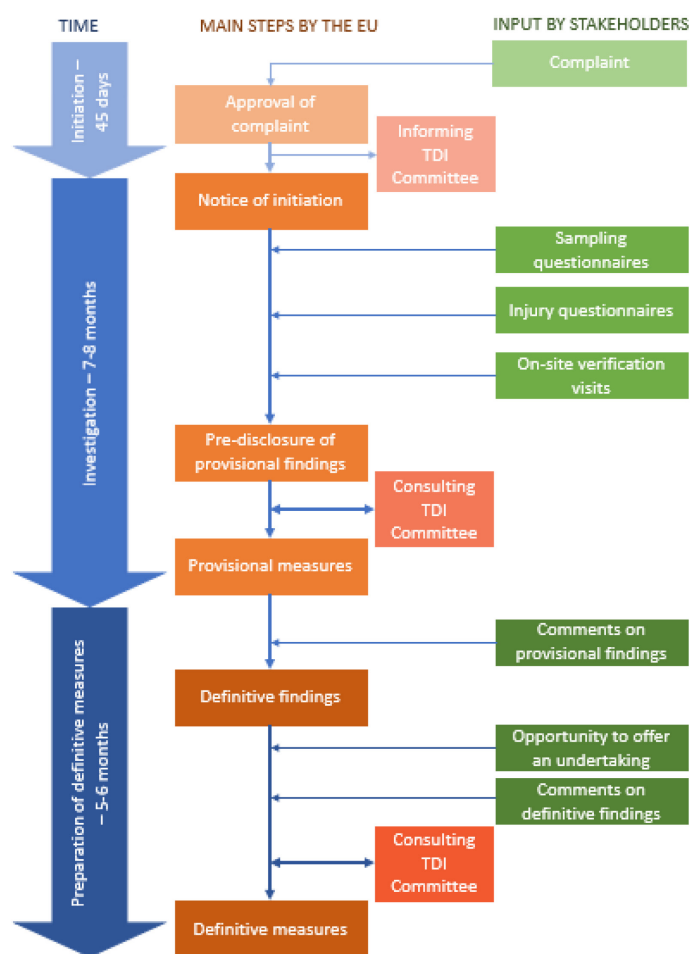 TIME
MAIN STEPS BY THE EU
INPUT BY STAKEHOLDERS
Initiation –
45 days
Complaint
Approval of
complaint
Informing
TDI
Committee
Investigation – 7-8 months
Notice of initiation
Sampling
questionnaires
Injury questionnaires
On-site verification
visits
Pre-disclosure of
provisional findings
Consulting
TDI
Committee
Provisional measures
Preparation of definitive measures
– 5-6 months
Comments on
provisional findings
Definitive findings
Opportunity to offer
an undertaking
Comments on
definitive findings
Consulting
TDI
Committee
Definitive measures